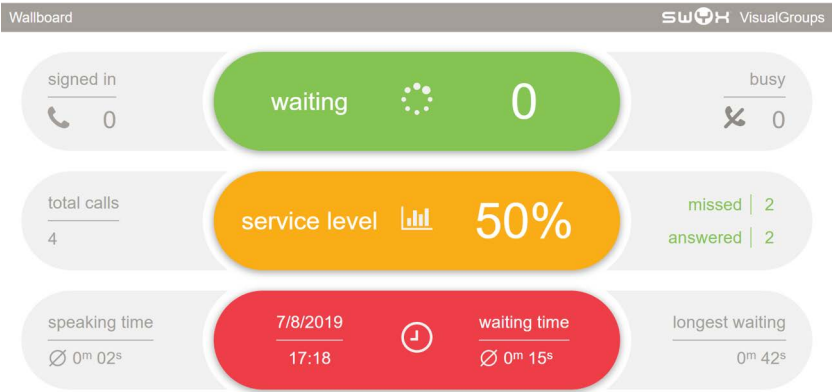 Wallboard
swyx VisualGroups
signed in
0
waiting
0
busy
0
total calls
4
service level
50%
missed 2
answered 2
speaking time
Ø 0m 02s
7/8/2019
17:18
waiting time
Ø 0m 15s
longest waiting
0m 42s